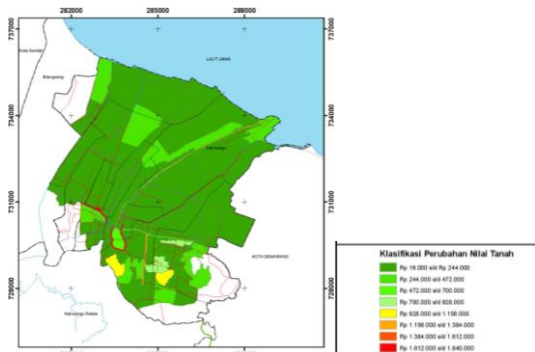 282000 285000 288000
737000 737000
LAUT JAWA
734000 734000
731000 731000
728000 728000
282000 285000 288000
Klasifikasi Perubahan Nilai Tanah
Rp 16.000 s/d Rp 244.000
Rp 244.000 s/d 472.000
Rp 472.000 s/d 700.000
Rp 700.000 s/d 928.000
Rp 928.000 s/d 1.156.000
Rp 1.156.000 s/d 1.384.000
Rp 1.384.000 s/d 1.612.000
Rp 1.612.000 s/d 1.840.000